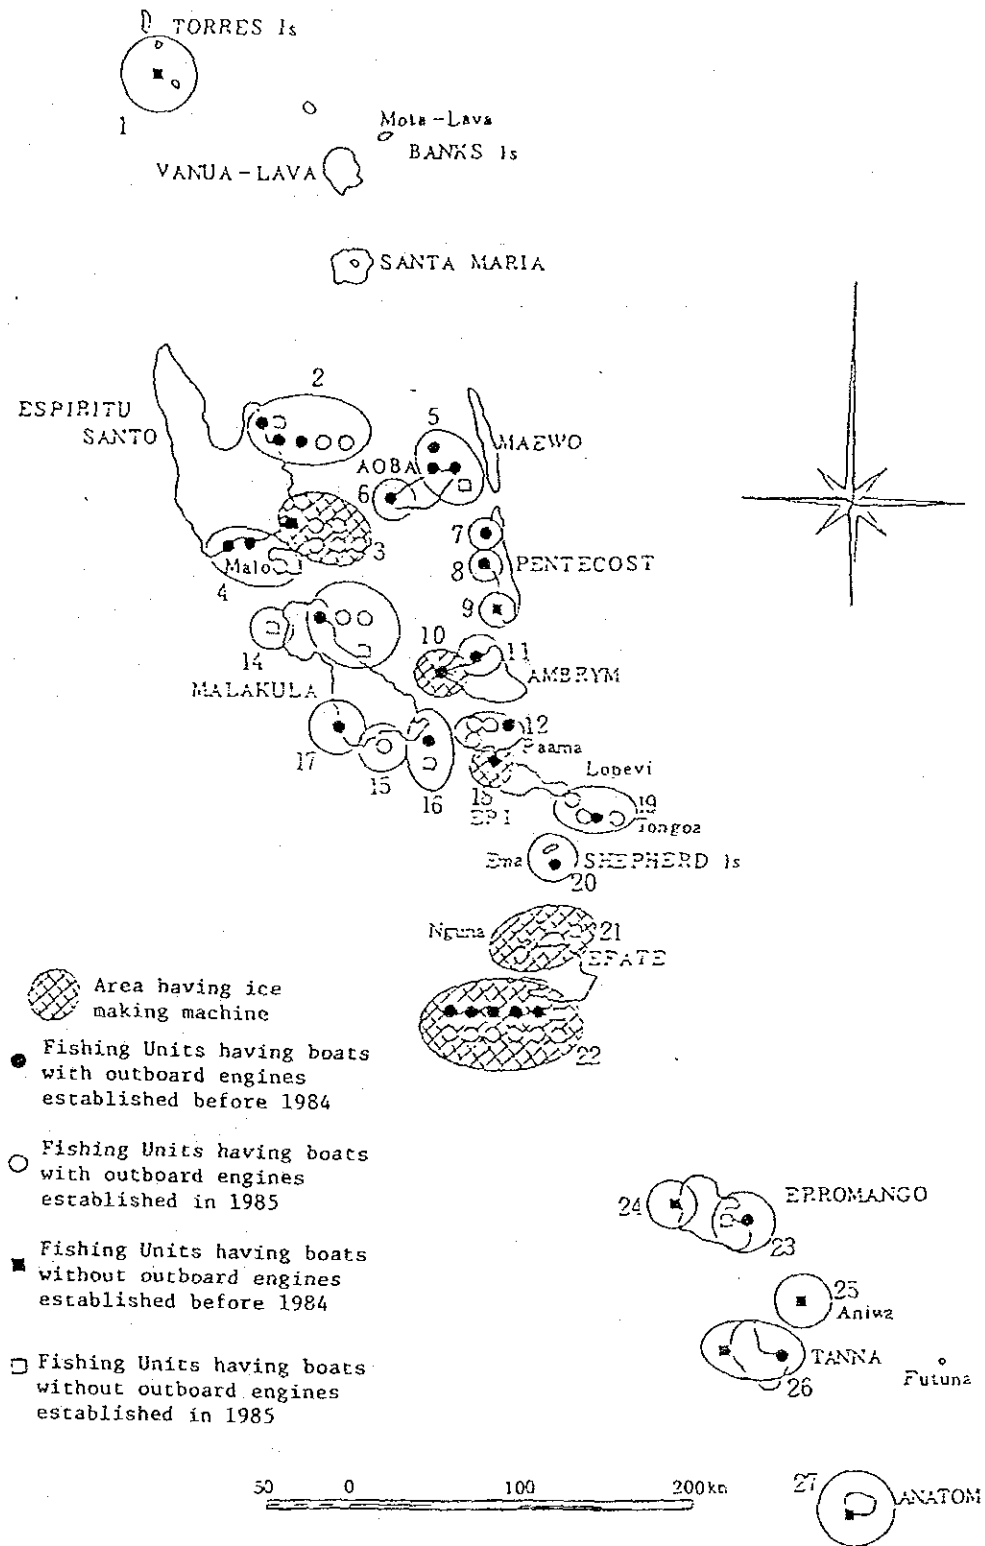 TORRES Is
1
Mota-Lava
BANKS Is
VANUA-LAVA
SANTA MARIA
2
ESPIRITU
SANTO
5
MAEWO
AOBA
6
7
3
PENTECOST
Malo
8
4
9
10
11
14
AMBRYM
MALAKULA
12
Paama
17
15
16
18
Lopevi
EPI
19
Tongoa
Ema
SHEPHERD Is
20
Nguna
21
EFATE
22
Area having ice
making machine
Fishing Units having boats
with outboard engines
established before 1984
Fishing Units having boats
with outboard engines
established in 1985
Fishing Units having boats
without outboard engines
established before 1984
Fishing Units having boats
without outboard engines
established in 1985
24
ERROMANGO
23
25
Aniwa
TANNA
26
Futuna
50 0 100 200km
27
ANATOM